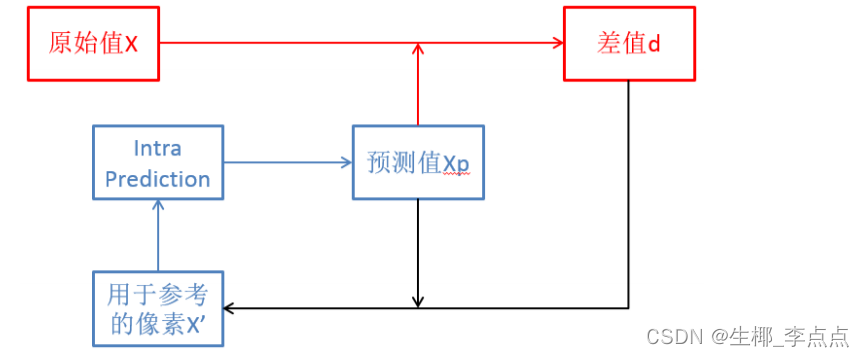 原始值X
差值d
Intra
Prediction
预测值Xp
用于参考
的像素X’
CSDN @生椰_李点点